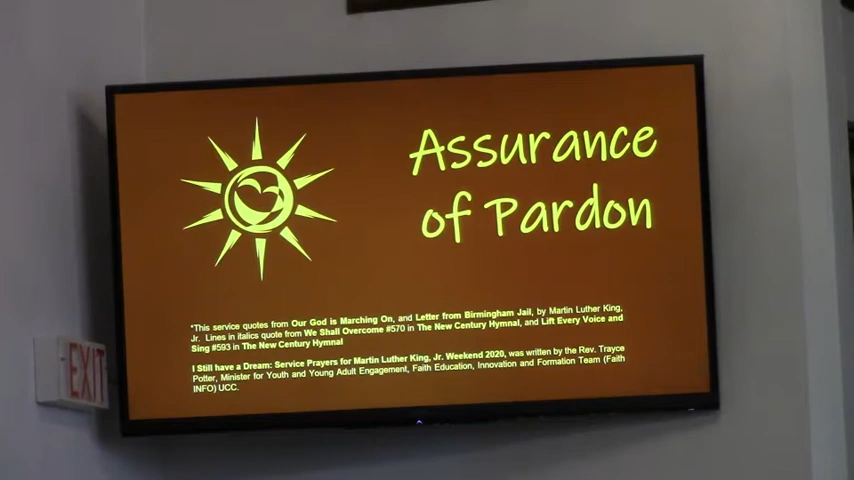 Assurance
of Pardon
*This service quotes from Our God is Marching On, and Letter from Birmingham Jail, by Martin Luther King,
Jr. Lines in italics quote from We Shall Overcome #570 in The New Century Hymnal, and Lift Every Voice and
Sing #593 in The New Century Hymnal
I Still have a Dream: Service Prayers for Martin Luther King, Jr. Weekend 2020, was written by the Rev. Trayce
Potter, Minister for Youth and Young Adult Engagement, Faith Education, Innovation and Formation Team (Faith
INFO) UCC.
EXIT